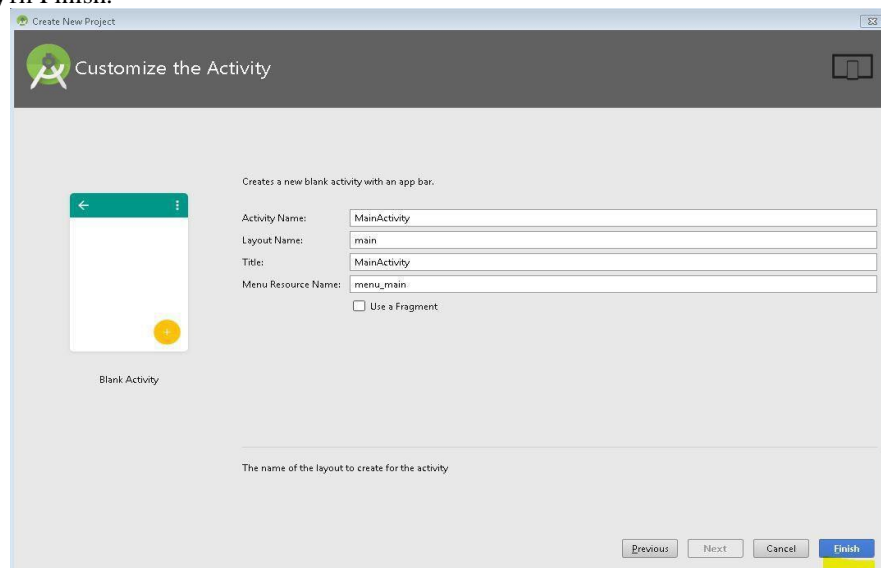 Finish.
Create New Project
Customize the Activity
Creates a new blank activity with an app bar.
Activity Name: MainActivity
Layout Name: main
Title: MainActivity
Menu Resource Name: menu_main
Use a Fragment
Blank Activity
The name of the layout to create for the activity
Previous Next Cancel Finish